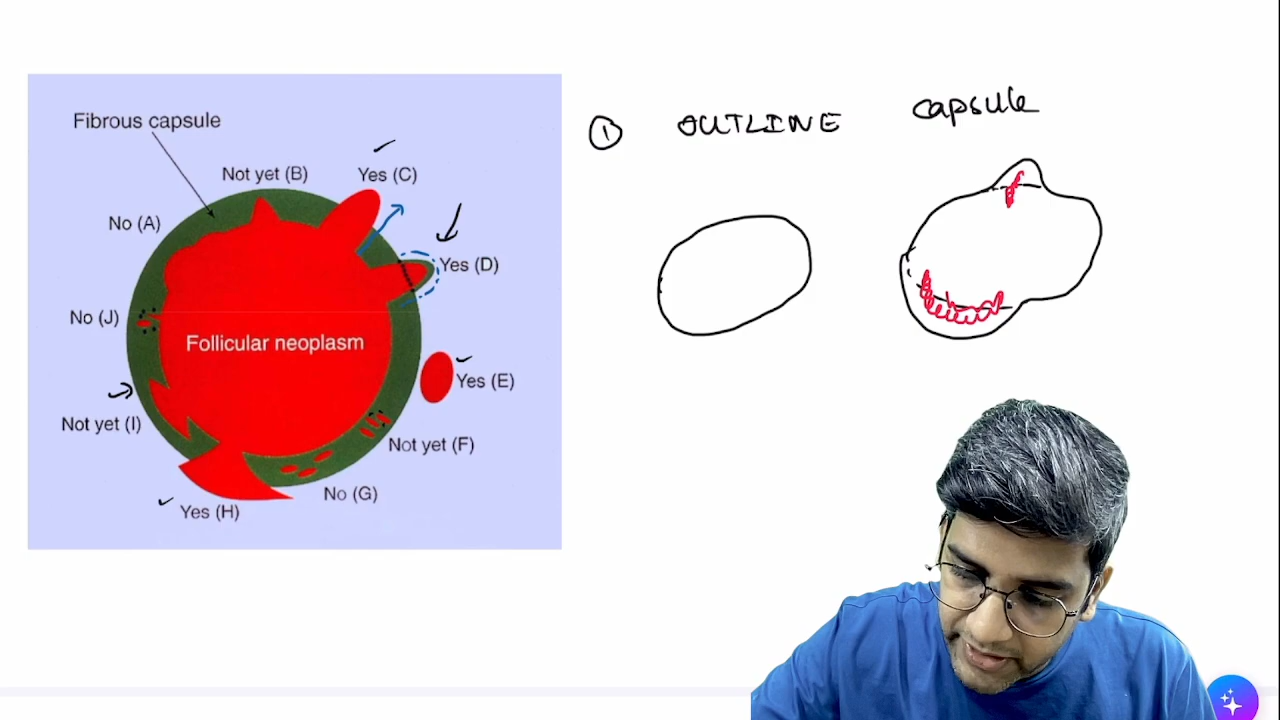 Fibrous capsule
Not yet (B)
Yes (C)
No (A)
Yes (D)
No (J)
Follicular neoplasm
Yes (E)
Not yet (I)
Not yet (F)
No (G)
Yes (H)
① OUTLINE capsule